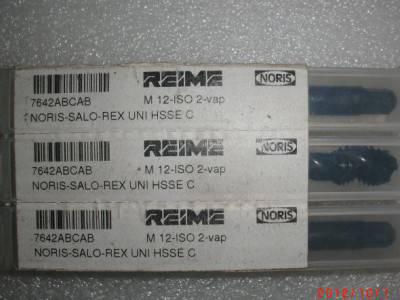 REIME NORIS
7642ABCAB M 12-ISO 2-vap
NORIS-SALO-REX UNI HSSE C
REIME NORIS
7642ABCAB M 12-ISO 2-vap
NORIS-SALO-REX UNI HSSE C
REIME NORIS
7642ABCAB M 12-ISO 2-vap
NORIS-SALO-REX UNI HSSE C